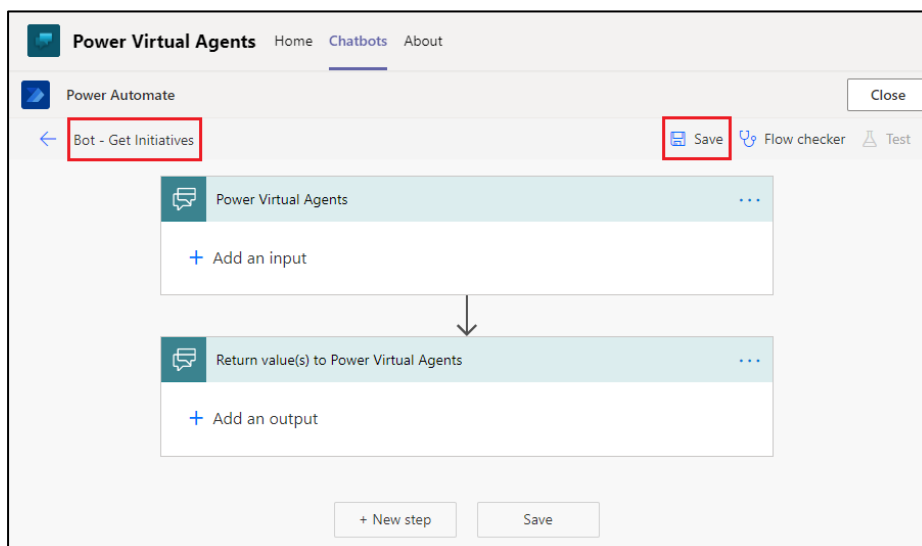 Power Virtual Agents Home Chatbots About
Power Automate Close
Bot - Get Initiatives Save Flow checker Test
Power Virtual Agents
Add an input
Return value(s) to Power Virtual Agents
Add an output
+ New step Save